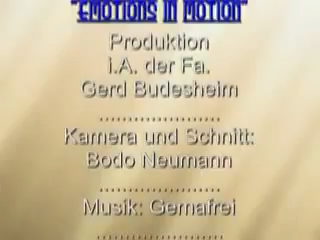 "EMOTIONS IN MOTION"
Produktion
i.A. der Fa.
Gerd Budesheim
.....................
Kamera und Schnitt:
Bodo Neumann
.....................
Musik: Gemafrei
......................